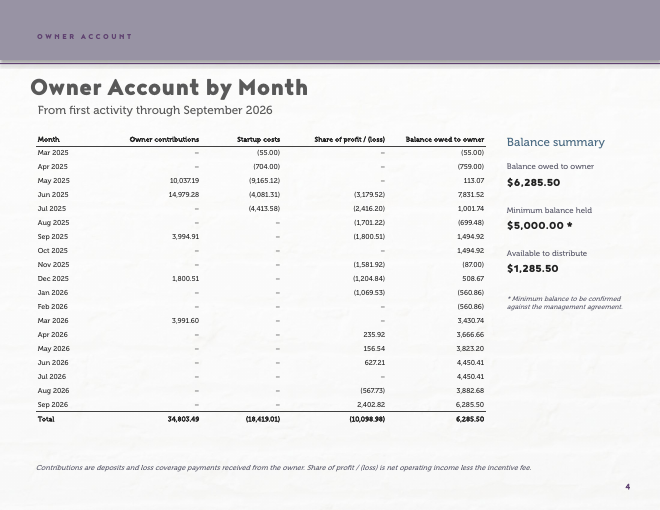 OWNER ACCOUNT
Owner Account by Month
From first activity through September 2026
Month Owner contributions Startup costs Share of profit / (loss) Balance owed to owner
Mar 2025 – (55.00) – (55.00)
Apr 2025 – (704.00) – (759.00)
May 2025 10,037.19 (9,165.12) – 113.07
Jun 2025 14,979.28 (4,081.31) (3,179.52) 7,831.52
Jul 2025 – (4,413.58) (2,416.20) 1,001.74
Aug 2025 – – (1,701.22) (699.48)
Sep 2025 3,994.91 – (1,800.51) 1,494.92
Oct 2025 – – – 1,494.92
Nov 2025 – – (1,581.92) (87.00)
Dec 2025 1,800.51 – (1,204.84) 508.67
Jan 2026 – – (1,069.53) (560.86)
Feb 2026 – – – (560.86)
Mar 2026 3,991.60 – – 3,430.74
Apr 2026 – – 235.92 3,666.66
May 2026 – – 156.54 3,823.20
Jun 2026 – – 627.21 4,450.41
Jul 2026 – – – 4,450.41
Aug 2026 – – (567.73) 3,882.68
Sep 2026 – – 2,402.82 6,285.50
Total 34,803.49 (18,419.01) (10,098.98) 6,285.50
Balance summary
Balance owed to owner
$6,285.50
Minimum balance held
$5,000.00 *
Available to distribute
$1,285.50
* Minimum balance to be confirmed
against the management agreement.
Contributions are deposits and loss coverage payments received from the owner. Share of profit / (loss) is net operating income less the incentive fee.
4